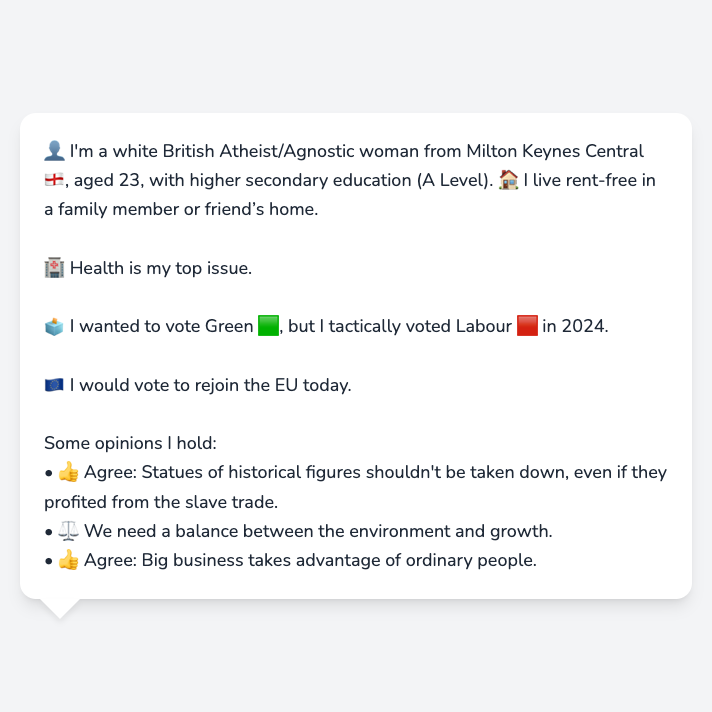 👤 I'm a white British Atheist/Agnostic woman from Milton Keynes Central
🏴󠁧󠁢󠁥󠁮󠁧󠁿, aged 23, with higher secondary education (A Level). 🏠 I live rent-free in
a family member or friend’s home.
🏥 Health is my top issue.
🗳️ I wanted to vote Green 🟩, but I tactically voted Labour 🟥 in 2024.
🇪🇺 I would vote to rejoin the EU today.
Some opinions I hold:
• 👍 Agree: Statues of historical figures shouldn't be taken down, even if they
profited from the slave trade.
• ⚖️ We need a balance between the environment and growth.
• 👍 Agree: Big business takes advantage of ordinary people.